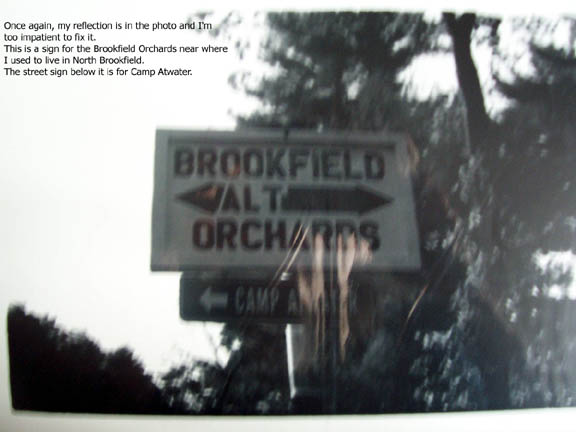 Once again, my reflection is in the photo and I'm
too impatient to fix it.
This is a sign for the Brookfield Orchards near where
I used to live in North Brookfield.
The street sign below it is for Camp Atwater.
BROOKFIELD
ALT
ORCHARDS
CAMP